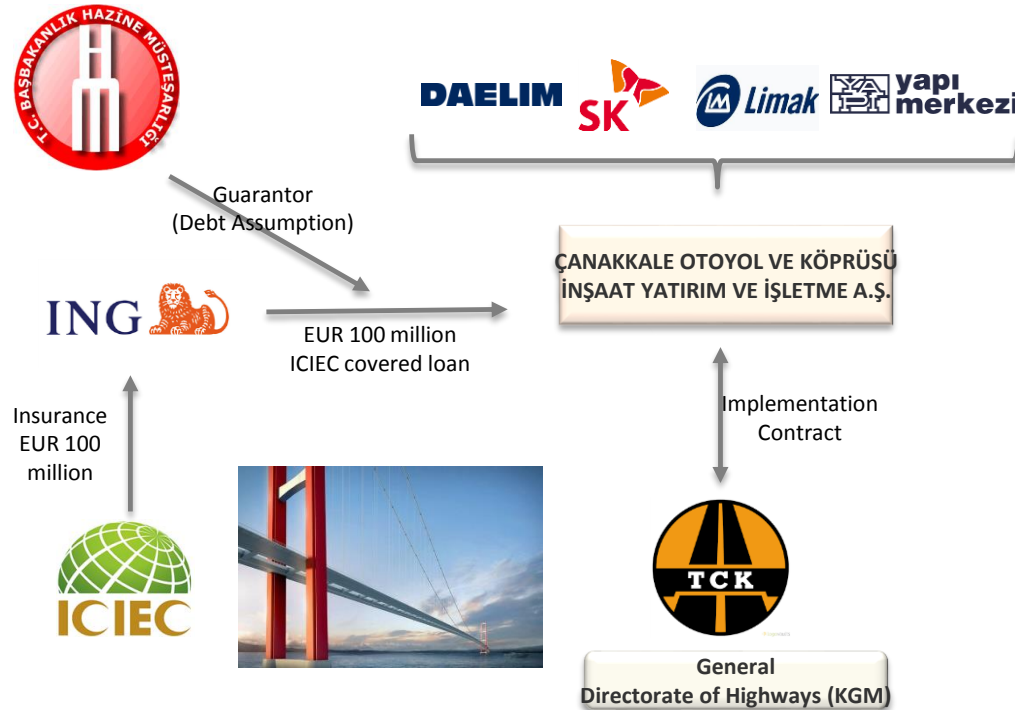 T.C. BAŞBAKANLIK HAZİNE MÜSTEŞARLIĞI
DAELIM
SK
LM
Limak
yapı
merkezi
Guarantor
(Debt Assumption)
ÇANAKKALE OTOYOL VE KÖPRÜSÜ
İNŞAAT YATIRIM VE İŞLETME A.Ş.
ING
EUR 100 million
ICIEC covered loan
Insurance
EUR 100
million
Implementation
Contract
ICIEC
TCK
General
Directorate of Highways (KGM)